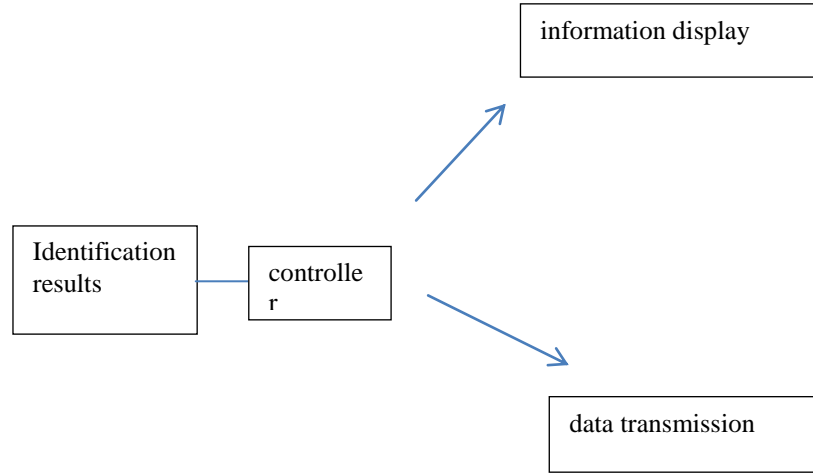 information display
Identification
results
controlle
r
data transmission